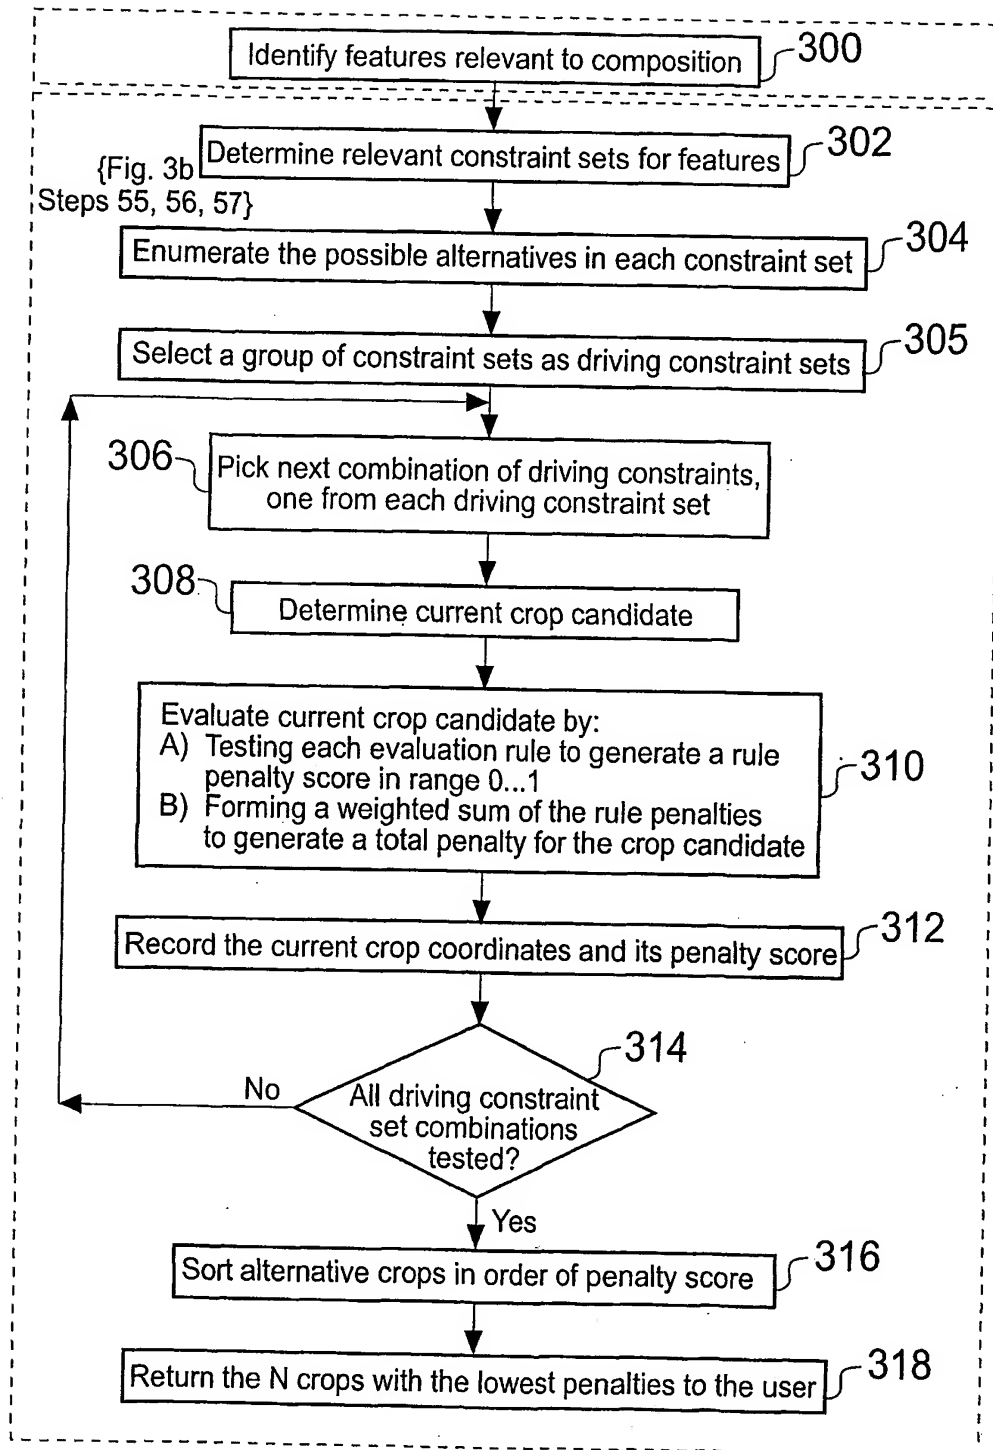 Identify features relevant to composition
300
Determine relevant constraint sets for features
302
{Fig. 3b
Steps 55, 56, 57}
Enumerate the possible alternatives in each constraint set
304
Select a group of constraint sets as driving constraint sets
305
306
Pick next combination of driving constraints,
one from each driving constraint set
308
Determine current crop candidate
Evaluate current crop candidate by:
A) Testing each evaluation rule to generate a rule
penalty score in range 0...1
B) Forming a weighted sum of the rule penalties
to generate a total penalty for the crop candidate
310
Record the current crop coordinates and its penalty score
312
314
No
All driving constraint
set combinations
tested?
Yes
Sort alternative crops in order of penalty score
316
Return the N crops with the lowest penalties to the user
318